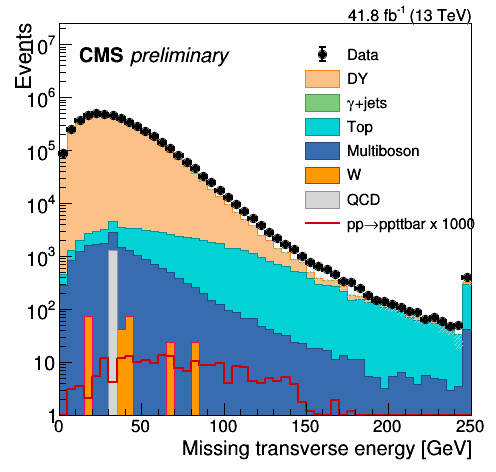 41.8 fb⁻¹ (13 TeV)
Events
CMS preliminary
Data
DY
γ+jets
Top
Multiboson
W
QCD
pp→ppttbar x 1000
10⁷
10⁶
10⁵
10⁴
10³
10²
10
1
0 50 100 150 200 250
Missing transverse energy [GeV]